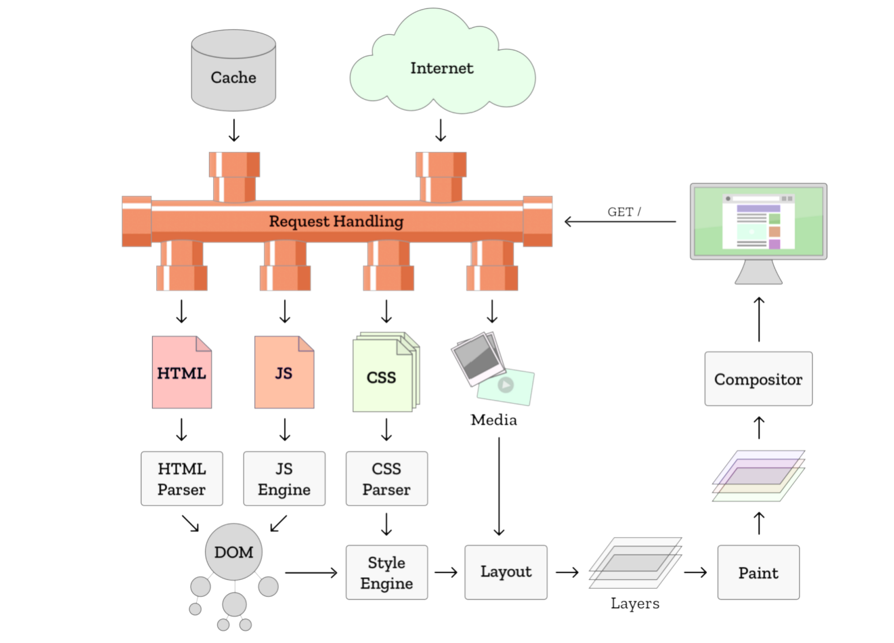 Cache
Internet
Request Handling
GET /
HTML
JS
CSS
Media
Compositor
HTML
Parser
JS
Engine
CSS
Parser
DOM
Style
Engine
Layout
Layers
Paint